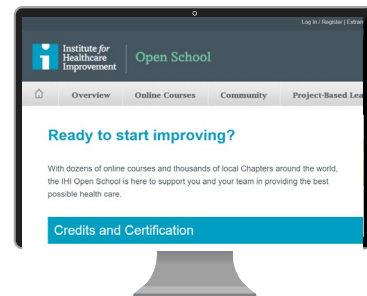 Log In / Register | Extran
Institute for
Healthcare
Improvement
Open School
Overview Online Courses Community Project-Based Lea
Ready to start improving?
With dozens of online courses and thousands of local Chapters around the world,
the IHI Open School is here to support you and your team in providing the best
possible health care.
Credits and Certification